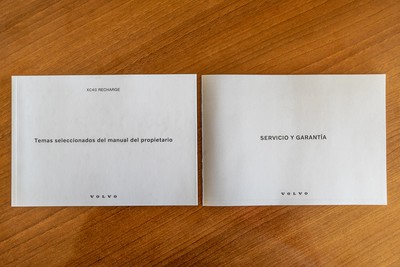 XC40 RECHARGE
Temas seleccionados del manual del propietario
VOLVO
SERVICIO Y GARANTÍA
VOLVO